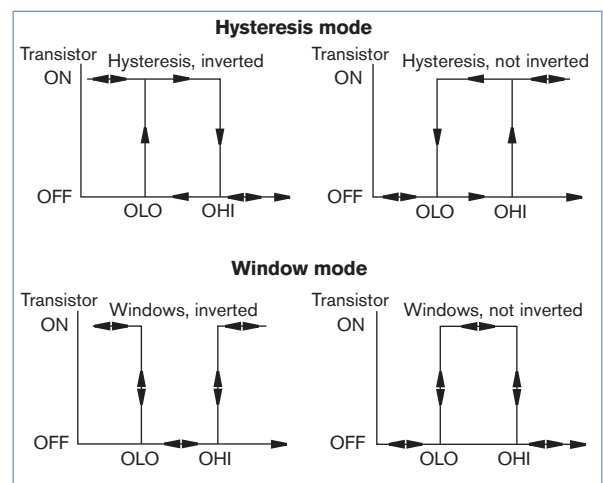 Hysteresis mode
Transistor Hysteresis, inverted
ON
OFF
OLO OHI
Transistor Hysteresis, not inverted
ON
OFF
OLO OHI
Window mode
Transistor Windows, inverted
ON
OFF
OLO OHI
Transistor Windows, not inverted
ON
OFF
OLO OHI